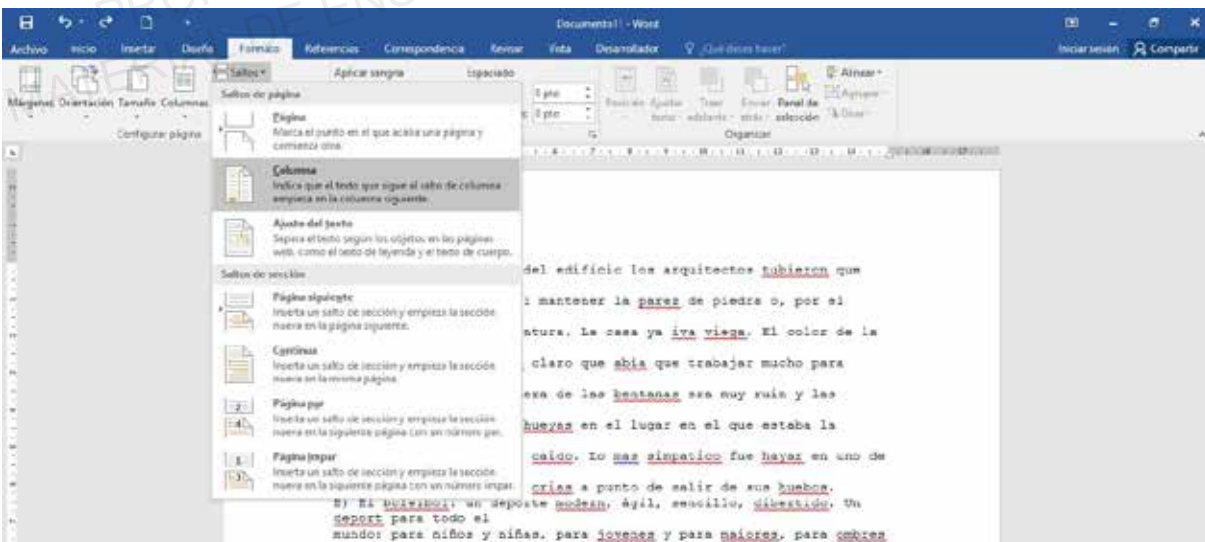 Documento1 - Word
Archivo Inicio Insertar Diseño Formato Referencias Correspondencia Revisar Vista Desarrollador ¿Qué desea hacer? Iniciar sesión Compartir
Márgenes Orientación Tamaño Columnas Saltos Aplicar sangría Espaciado 0 pto 0 pto Panel de selección Alinear
Configurar página Organizar
Saltos de página
Página
Marca el punto en el que acaba una página y
comienza otra.
Columna
Indica que el texto que sigue al salto de columna
empieza en la columna siguiente.
Ajuste del texto
Separa el texto según los objetos en las páginas
web, como el texto de leyenda y el texto de cuerpo.
Saltos de sección
Página siguiente
Inserta un salto de sección y empieza la sección
nueva en la página siguiente.
Continua
Inserta un salto de sección y empieza la sección
nueva en la misma página.
Página par
Inserta un salto de sección y empieza la sección
nueva en la siguiente página con un número par.
Página impar
Inserta un salto de sección y empieza la sección
nueva en la siguiente página con un número impar.
del edificio los arquitectos tubieron que
mantener la parez de piedra o, por el
ntura. La casa ya iva viega. El color de la
claro que abia que trabajar mucho para
de las bentanas era muy ruin y las
hueyas en el lugar en el que estaba la
caido. Lo mas simpatico fue hayar en uno de
crias a punto de salir de sus huebos.
B) El buleibol: un deporte modern, ágil, sencillo, dibertido. Un
deport para todo el
mundo: para niños y niñas, para jovenes y para maiores, para ombres